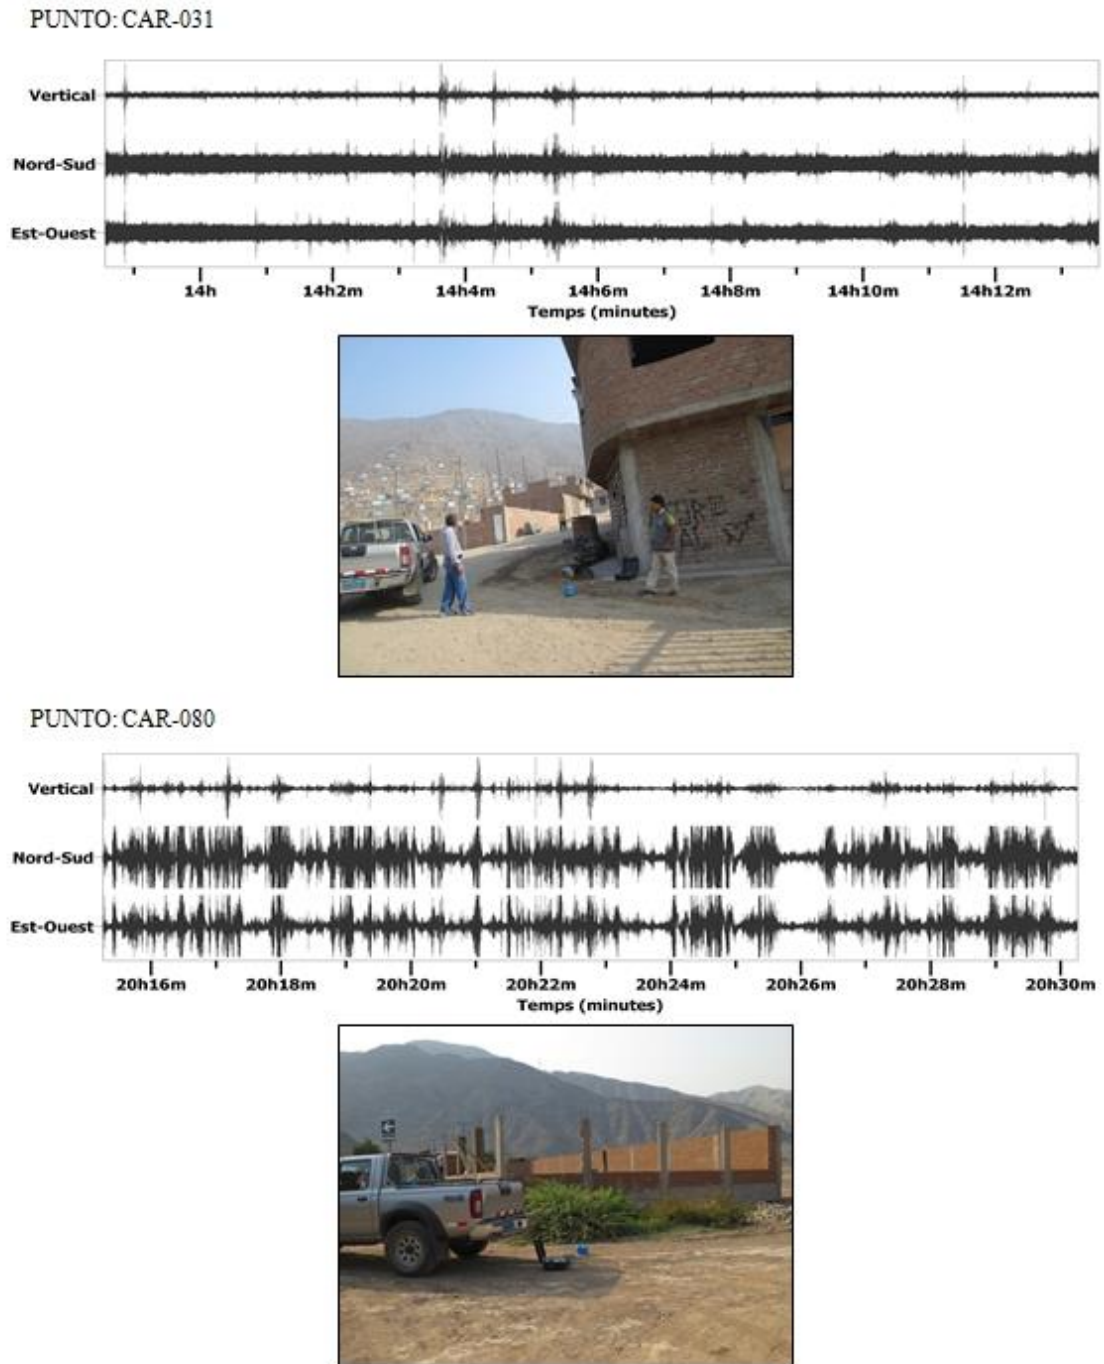 PUNTO: CAR-031
Vertical
Nord-Sud
Est-Ouest
14h 14h2m 14h4m 14h6m 14h8m 14h10m 14h12m
Temps (minutes)
PUNTO: CAR-080
Vertical
Nord-Sud
Est-Ouest
20h16m 20h18m 20h20m 20h22m 20h24m 20h26m 20h28m 20h30m
Temps (minutes)